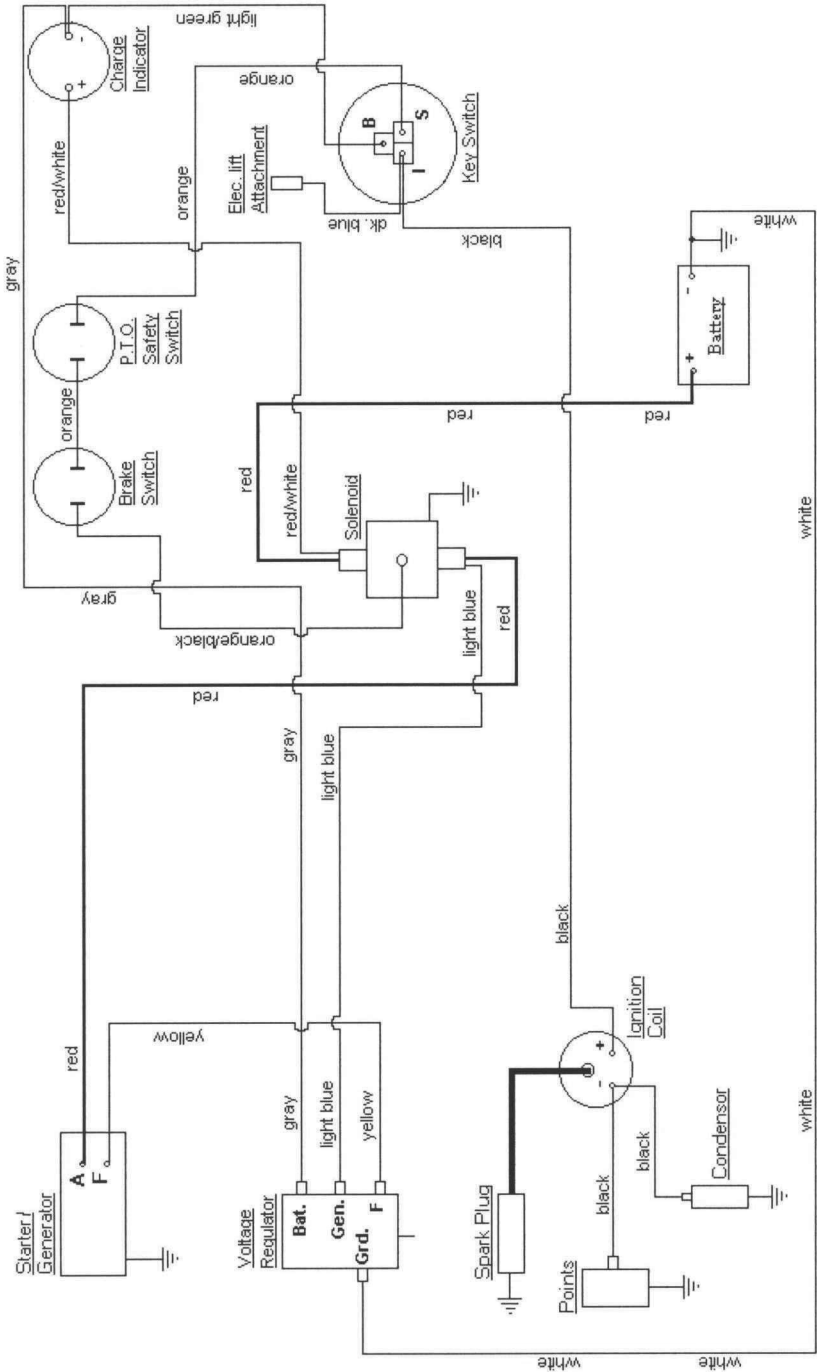 Starter/
Generator
A
F
red
yellow
Voltage
Regulator
Bat.
Gen.
F
Grd.
gray
light blue
yellow
gray
light blue
red
gray
orange/black
Brake
Switch
orange
P.T.O.
Safety
Switch
orange
gray
red/white
Charge
Indicator
+
-
light green
orange
Elec. lift
Attachment
dk. blue
B
S
I
Key Switch
black
red
red/white
Solenoid
light blue
red
red
red
+
-
Battery
white
white
white
black
Ignition
Coil
+
-
Spark Plug
black
black
Points
Condensor
white
white